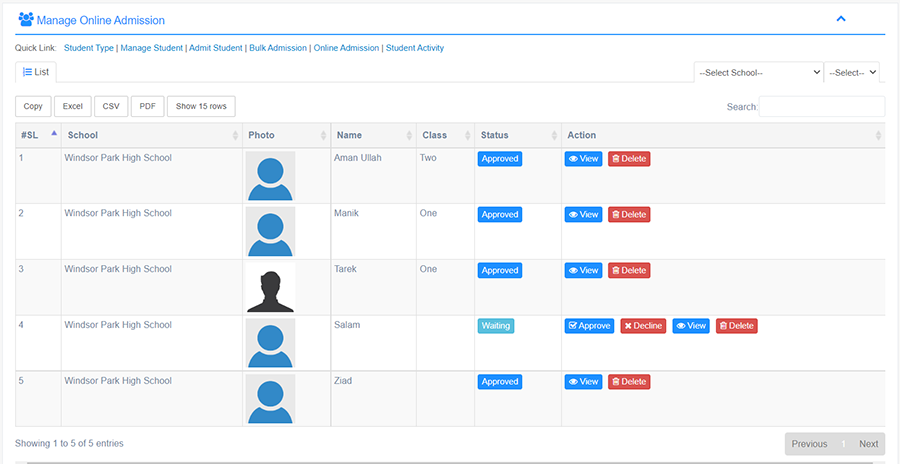 Manage Online Admission
Quick Link: Student Type | Manage Student | Admit Student | Bulk Admission | Online Admission | Student Activity
List
--Select School-- --Select--
Copy Excel CSV PDF Show 15 rows Search:
#SL School Photo Name Class Status Action
1 Windsor Park High School Aman Ullah Two Approved View Delete
2 Windsor Park High School Manik One Approved View Delete
3 Windsor Park High School Tarek One Approved View Delete
4 Windsor Park High School Salam Waiting Approve Decline View Delete
5 Windsor Park High School Ziad Approved View Delete
Showing 1 to 5 of 5 entries Previous 1 Next